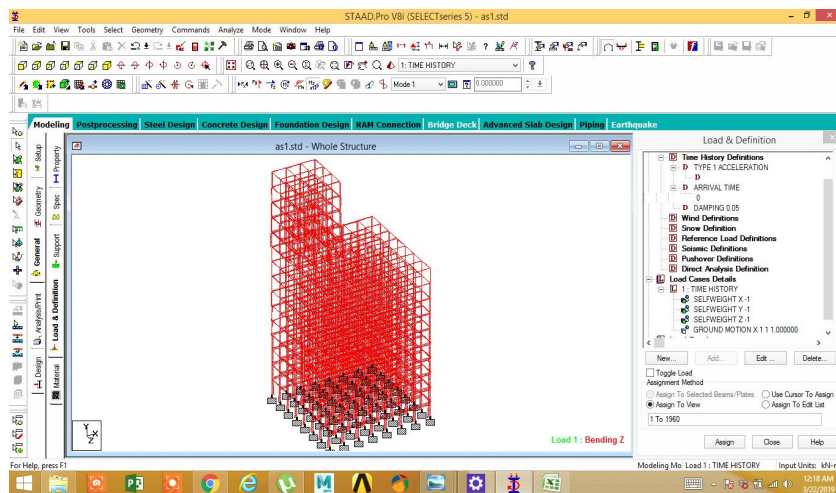 STAAD.Pro V8i (SELECTseries 5) - as1.std
File Edit View Tools Select Geometry Commands Analyze Mode Window Help
1: TIME HISTORY
Mode 1
0.000000
Modeling Postprocessing Steel Design Concrete Design Foundation Design RAM Connection Bridge Deck Advanced Slab Design Piping Earthquake
Setup
Geometry
General
Analysis/Print
Design
Property
Spec
Support
Load & Definition
Material
as1.std - Whole Structure
Y
X
Z
Load 1 : Bending Z
Load & Definition
Time History Definitions
TYPE 1 ACCELERATION
D
ARRIVAL TIME
0
DAMPING 0.05
Wind Definitions
Snow Definition
Reference Load Definitions
Seismic Definitions
Pushover Definitions
Direct Analysis Definition
Load Cases Details
1 : TIME HISTORY
SELFWEIGHT X -1
SELFWEIGHT Y -1
SELFWEIGHT Z -1
GROUND MOTION X 1 1 1.000000
New... Add... Edit ... Delete...
Toggle Load
Assignment Method
Assign To Selected Beams/Plates Use Cursor To Assign
Assign To View Assign To Edit List
1 To 1960
Assign Close Help
For Help, press F1
Modeling Mo Load 1 : TIME HISTORY Input Units: kN-r
12:18 AM
3/22/2019